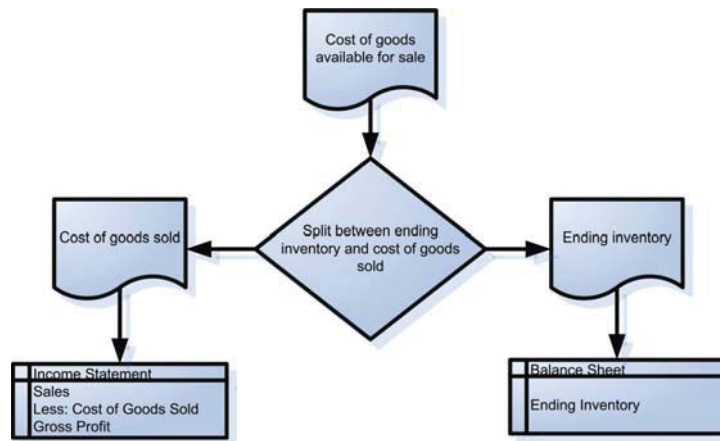 Cost of goods
available for sale
Split between ending
inventory and cost of goods
sold
Cost of goods sold
Ending inventory
Income Statement
Sales
Less: Cost of Goods Sold
Gross Profit
Balance Sheet
Ending Inventory